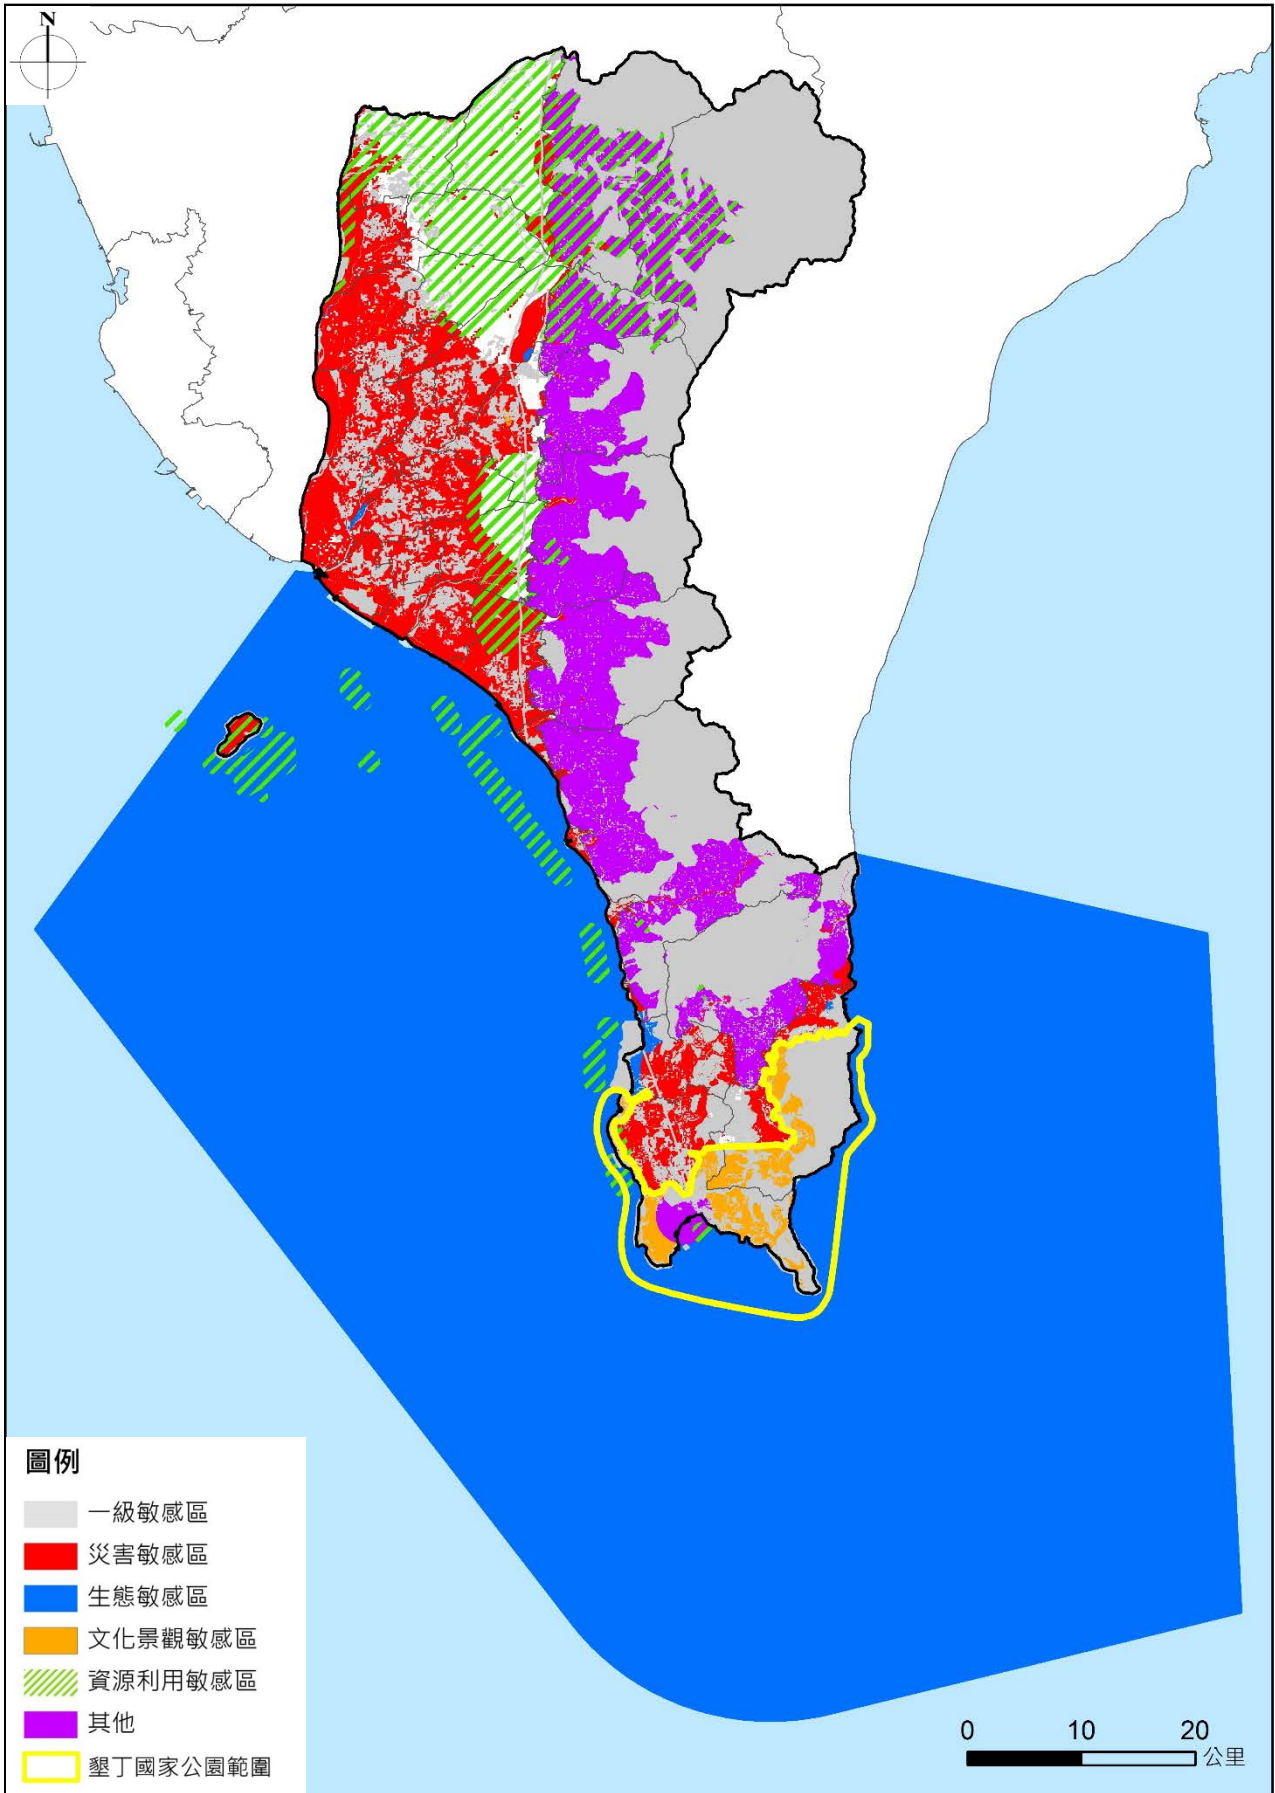 N
圖例
一級敏感區
災害敏感區
生態敏感區
文化景觀敏感區
資源利用敏感區
其他
墾丁國家公園範圍
0 10 20
公里